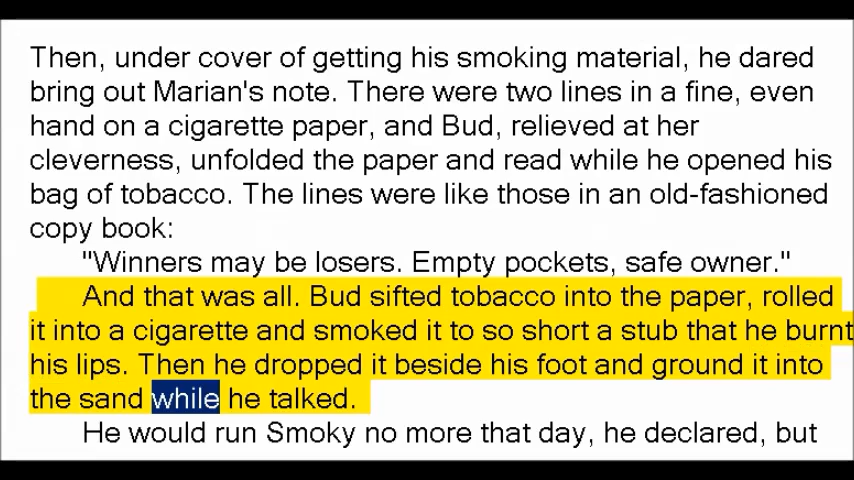 Then, under cover of getting his smoking material, he dared
bring out Marian's note. There were two lines in a fine, even
hand on a cigarette paper, and Bud, relieved at her
cleverness, unfolded the paper and read while he opened his
bag of tobacco. The lines were like those in an old-fashioned
copy book:
"Winners may be losers. Empty pockets, safe owner."
And that was all. Bud sifted tobacco into the paper, rolled
it into a cigarette and smoked it to so short a stub that he burnt
his lips. Then he dropped it beside his foot and ground it into
the sand while he talked.
He would run Smoky no more that day, he declared, but